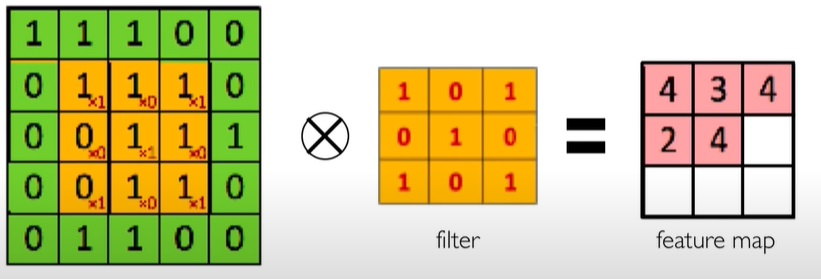 1 1 1 0 0
0 1×1 1×0 1×1 0
0 0×0 1×1 1×0 1
0 0×1 1×0 1×1 0
0 1 1 0 0
1 0 1
0 1 0
1 0 1
=
4 3 4
2 4
filter
feature map